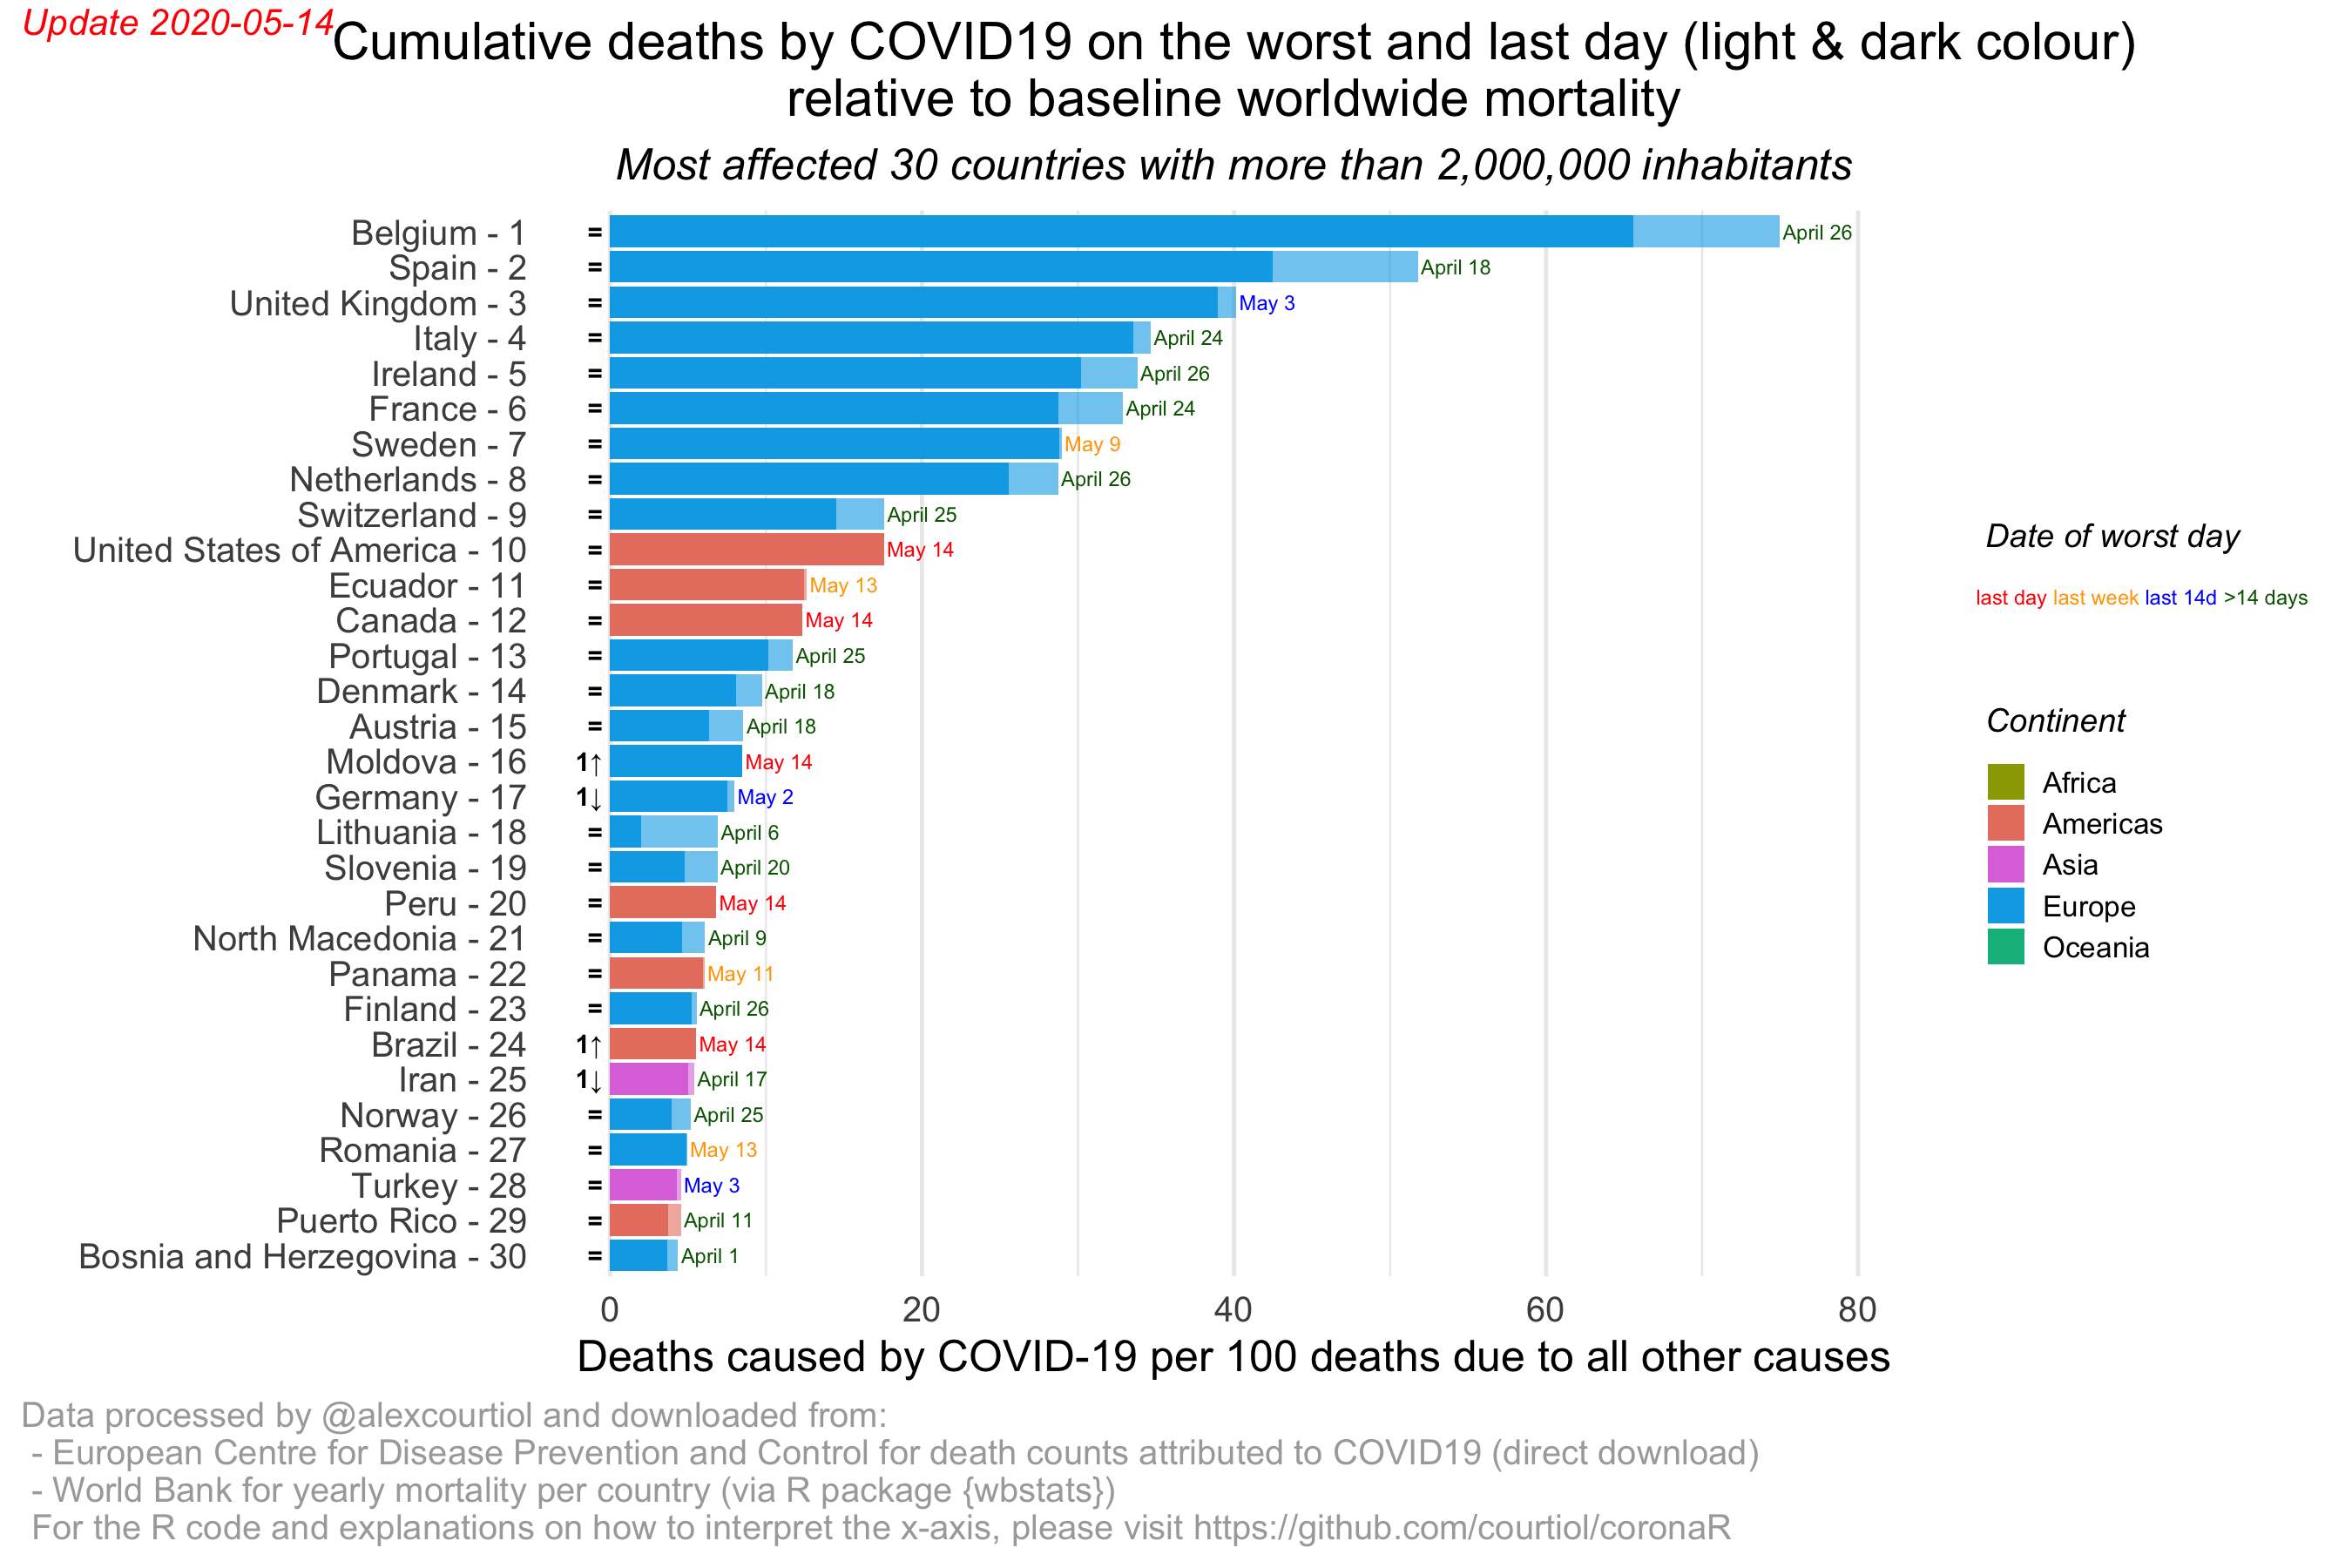 Update 2020-05-14
Cumulative deaths by COVID19 on the worst and last day (light & dark colour)
relative to baseline worldwide mortality
Most affected 30 countries with more than 2,000,000 inhabitants
Belgium - 1 = April 26
Spain - 2 = April 18
United Kingdom - 3 = May 3
Italy - 4 = April 24
Ireland - 5 = April 26
France - 6 = April 24
Sweden - 7 = May 9
Netherlands - 8 = April 26
Switzerland - 9 = April 25
United States of America - 10 = May 14
Ecuador - 11 = May 13
Canada - 12 = May 14
Portugal - 13 = April 25
Denmark - 14 = April 18
Austria - 15 = April 18
Moldova - 16 1↑ May 14
Germany - 17 1↓ May 2
Lithuania - 18 = April 6
Slovenia - 19 = April 20
Peru - 20 = May 14
North Macedonia - 21 = April 9
Panama - 22 = May 11
Finland - 23 = April 26
Brazil - 24 1↑ May 14
Iran - 25 1↓ April 17
Norway - 26 = April 25
Romania - 27 = May 13
Turkey - 28 = May 3
Puerto Rico - 29 = April 11
Bosnia and Herzegovina - 30 = April 1
0 20 40 60 80
Deaths caused by COVID-19 per 100 deaths due to all other causes
Date of worst day
last day last week last 14d >14 days
Continent
Africa
Americas
Asia
Europe
Oceania
Data processed by @alexcourtiol and downloaded from:
- European Centre for Disease Prevention and Control for death counts attributed to COVID19 (direct download)
- World Bank for yearly mortality per country (via R package {wbstats})
For the R code and explanations on how to interpret the x-axis, please visit https://github.com/courtiol/coronaR